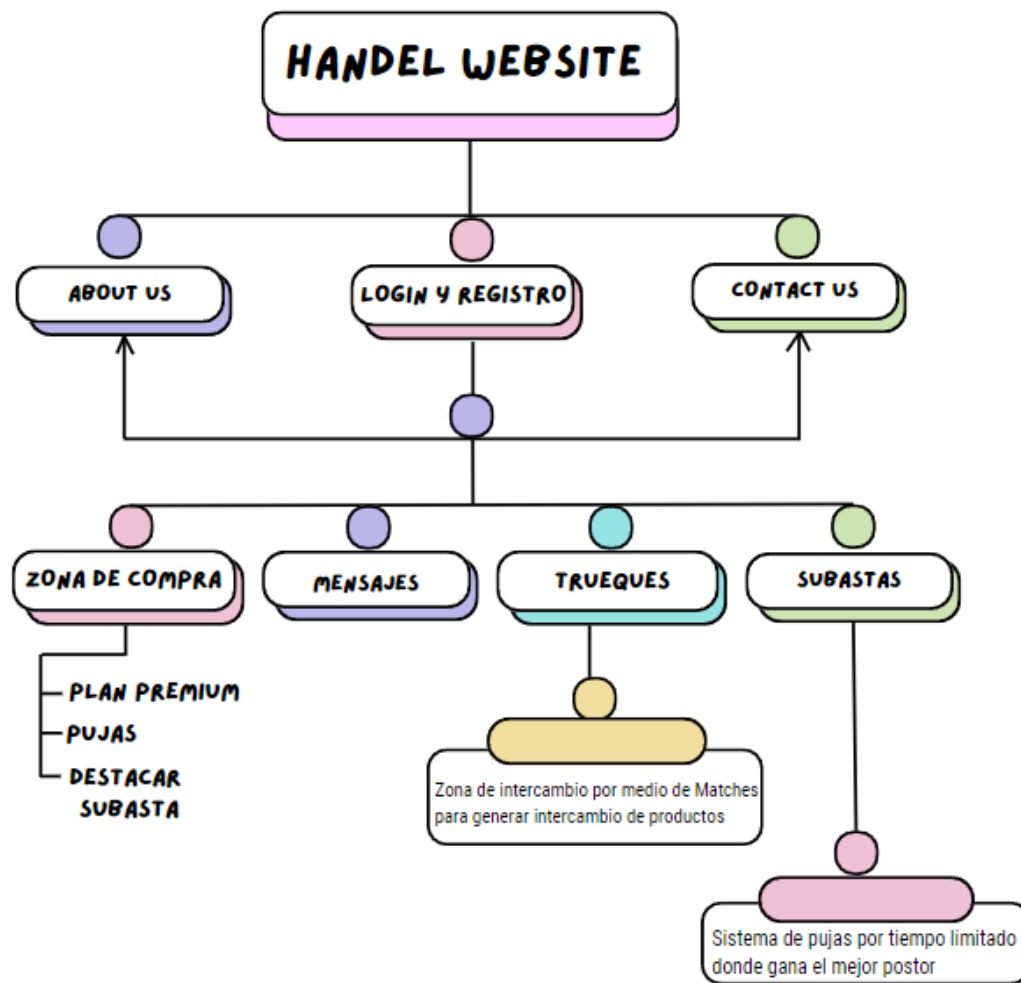 HANDEL WEBSITE
ABOUT US
LOGIN Y REGISTRO
CONTACT US
ZONA DE COMPRA
MENSAJES
TRUEQUES
SUBASTAS
PLAN PREMIUM
PUJAS
DESTACAR
SUBASTA
Zona de intercambio por medio de Matches
para generar intercambio de productos
Sistema de pujas por tiempo limitado
donde gana el mejor postor